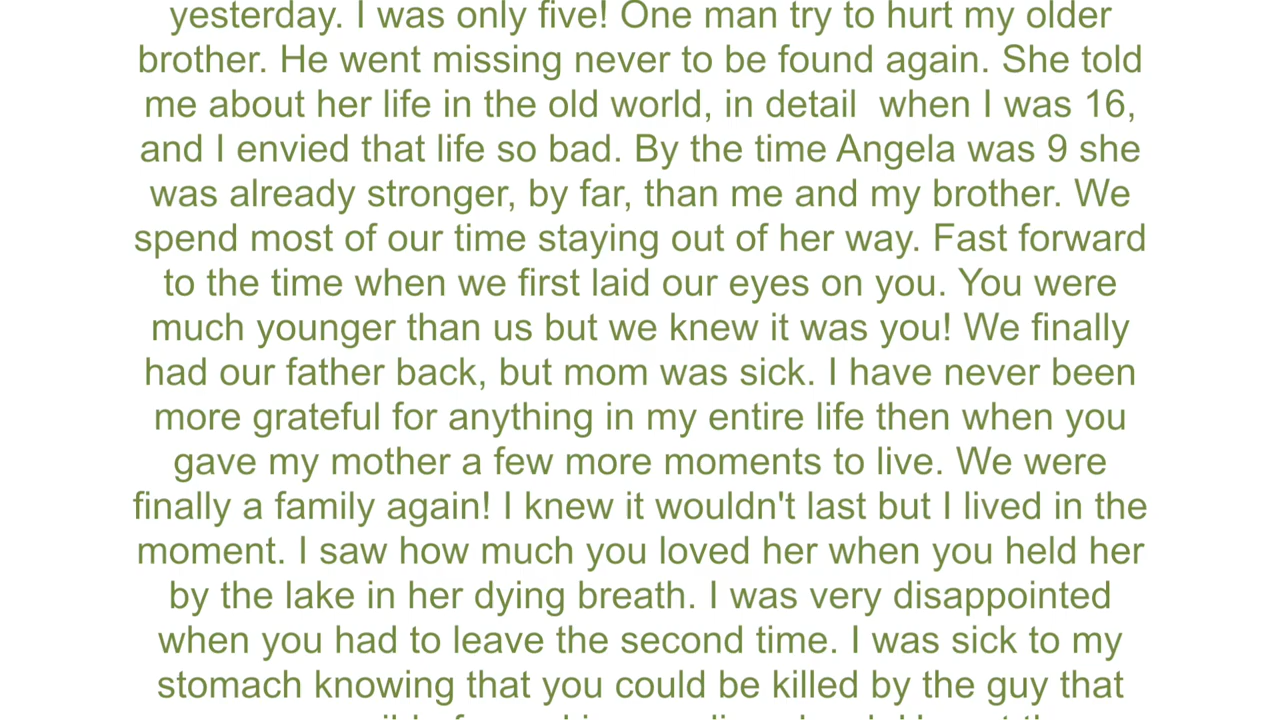 yesterday. I was only five! One man try to hurt my older
brother. He went missing never to be found again. She told
me about her life in the old world, in detail  when I was 16,
and I envied that life so bad. By the time Angela was 9 she
was already stronger, by far, than me and my brother. We
spend most of our time staying out of her way. Fast forward
to the time when we first laid our eyes on you. You were
much younger than us but we knew it was you! We finally
had our father back, but mom was sick. I have never been
more grateful for anything in my entire life then when you
gave my mother a few more moments to live. We were
finally a family again! I knew it wouldn't last but I lived in the
moment. I saw how much you loved her when you held her
by the lake in her dying breath. I was very disappointed
when you had to leave the second time. I was sick to my
stomach knowing that you could be killed by the guy that